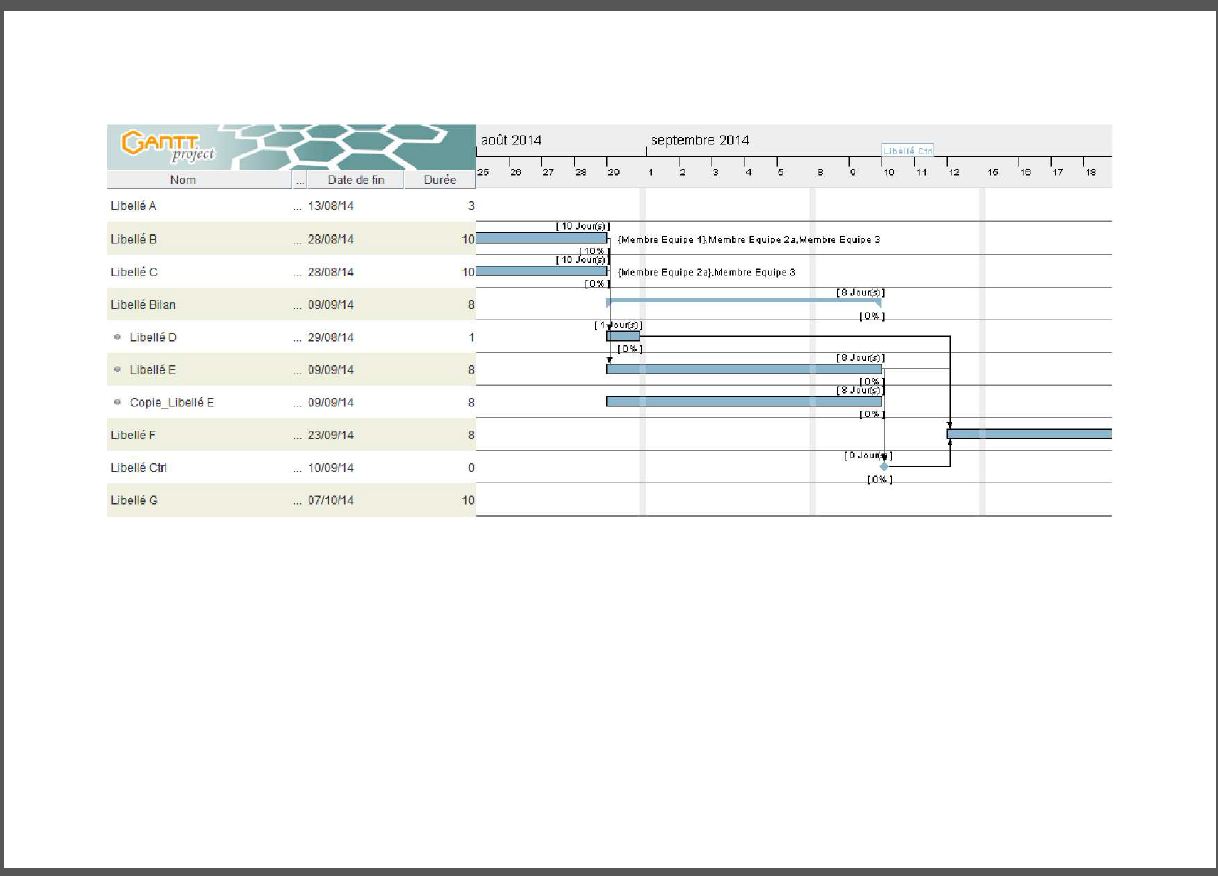 GANTT
project
août 2014 septembre 2014
Libellé Ctrl
25 26 27 28 29 1 2 3 4 5 8 9 10 11 12 15 16 17 18
Nom ... Date de fin Durée
Libellé A ... 13/08/14 3
[ 10 Jour(s) ]
Libellé B ... 28/08/14 10 {Membre Equipe 1},Membre Equipe 2a,Membre Equipe 3
[ 10% ]
[ 10 Jour(s) ]
Libellé C ... 28/08/14 10 {Membre Equipe 2a},Membre Equipe 3
[ 0% ]
[ 8 Jour(s) ]
Libellé Bilan ... 09/09/14 8
[ 0% ]
[ 1 Jour(s) ]
Libellé D ... 29/08/14 1
[ 0% ]
[ 8 Jour(s) ]
Libellé E ... 09/09/14 8
[ 0% ]
[ 8 Jour(s) ]
Copie_Libellé E ... 09/09/14 8
[ 0% ]
Libellé F ... 23/09/14 8
[ 0 Jour(s) ]
Libellé Ctrl ... 10/09/14 0
[ 0% ]
Libellé G ... 07/10/14 10